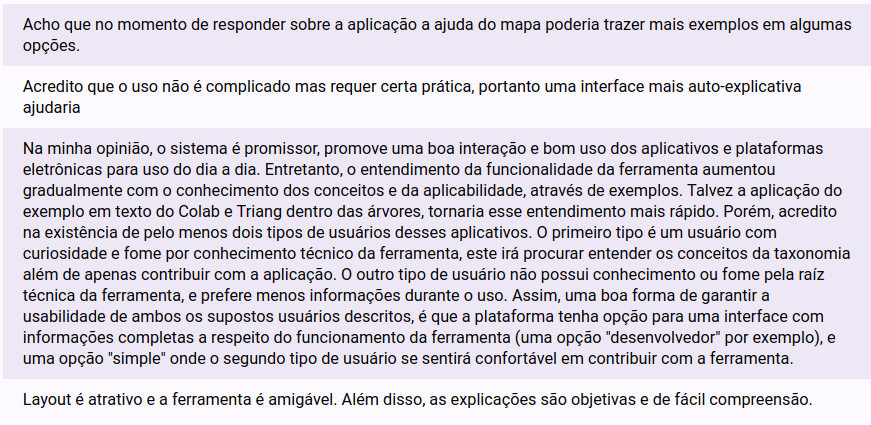 Acho que no momento de responder sobre a aplicação a ajuda do mapa poderia trazer mais exemplos em algumas
opções.
Acredito que o uso não é complicado mas requer certa prática, portanto uma interface mais auto-explicativa
ajudaria
Na minha opinião, o sistema é promissor, promove uma boa interação e bom uso dos aplicativos e plataformas
eletrônicas para uso do dia a dia. Entretanto, o entendimento da funcionalidade da ferramenta aumentou
gradualmente com o conhecimento dos conceitos e da aplicabilidade, através de exemplos. Talvez a aplicação do
exemplo em texto do Colab e Triang dentro das árvores, tornaria esse entendimento mais rápido. Porém, acredito
na existência de pelo menos dois tipos de usuários desses aplicativos. O primeiro tipo é um usuário com
curiosidade e fome por conhecimento técnico da ferramenta, este irá procurar entender os conceitos da taxonomia
além de apenas contribuir com a aplicação. O outro tipo de usuário não possui conhecimento ou fome pela raíz
técnica da ferramenta, e prefere menos informações durante o uso. Assim, uma boa forma de garantir a
usabilidade de ambos os supostos usuários descritos, é que a plataforma tenha opção para uma interface com
informações completas a respeito do funcionamento da ferramenta (uma opção "desenvolvedor" por exemplo), e
uma opção "simple" onde o segundo tipo de usuário se sentirá confortável em contribuir com a ferramenta.
Layout é atrativo e a ferramenta é amigável. Além disso, as explicações são objetivas e de fácil compreensão.